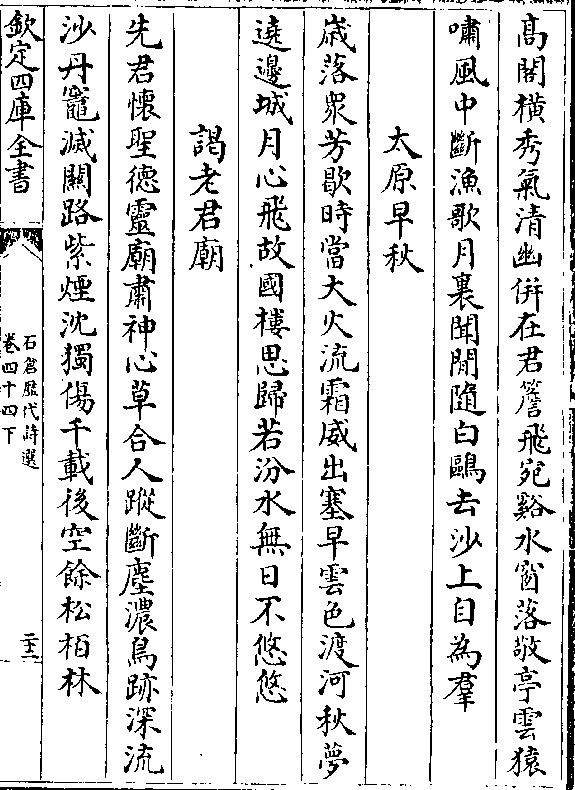 高閣橫秀氣清幽併在君簷飛宛谿水窗落敬亭雲猿
嘯風中斷漁歌月裏聞閒隨白鷗去沙上自為羣
太原早秋
歲落衆芳歇時當大火流霜威出塞早雲色渡河秋夢
遶邊城月心飛故國樓思歸若汾水無日不悠悠
謁老君廟
先君懷聖德靈廟肅神心草合人蹤斷塵濃鳥跡深流
沙丹竈滅關路紫煙沈獨傷千載後空餘松柏林
欽定四庫全書
石倉歷代詩選
卷四十四下
二十三